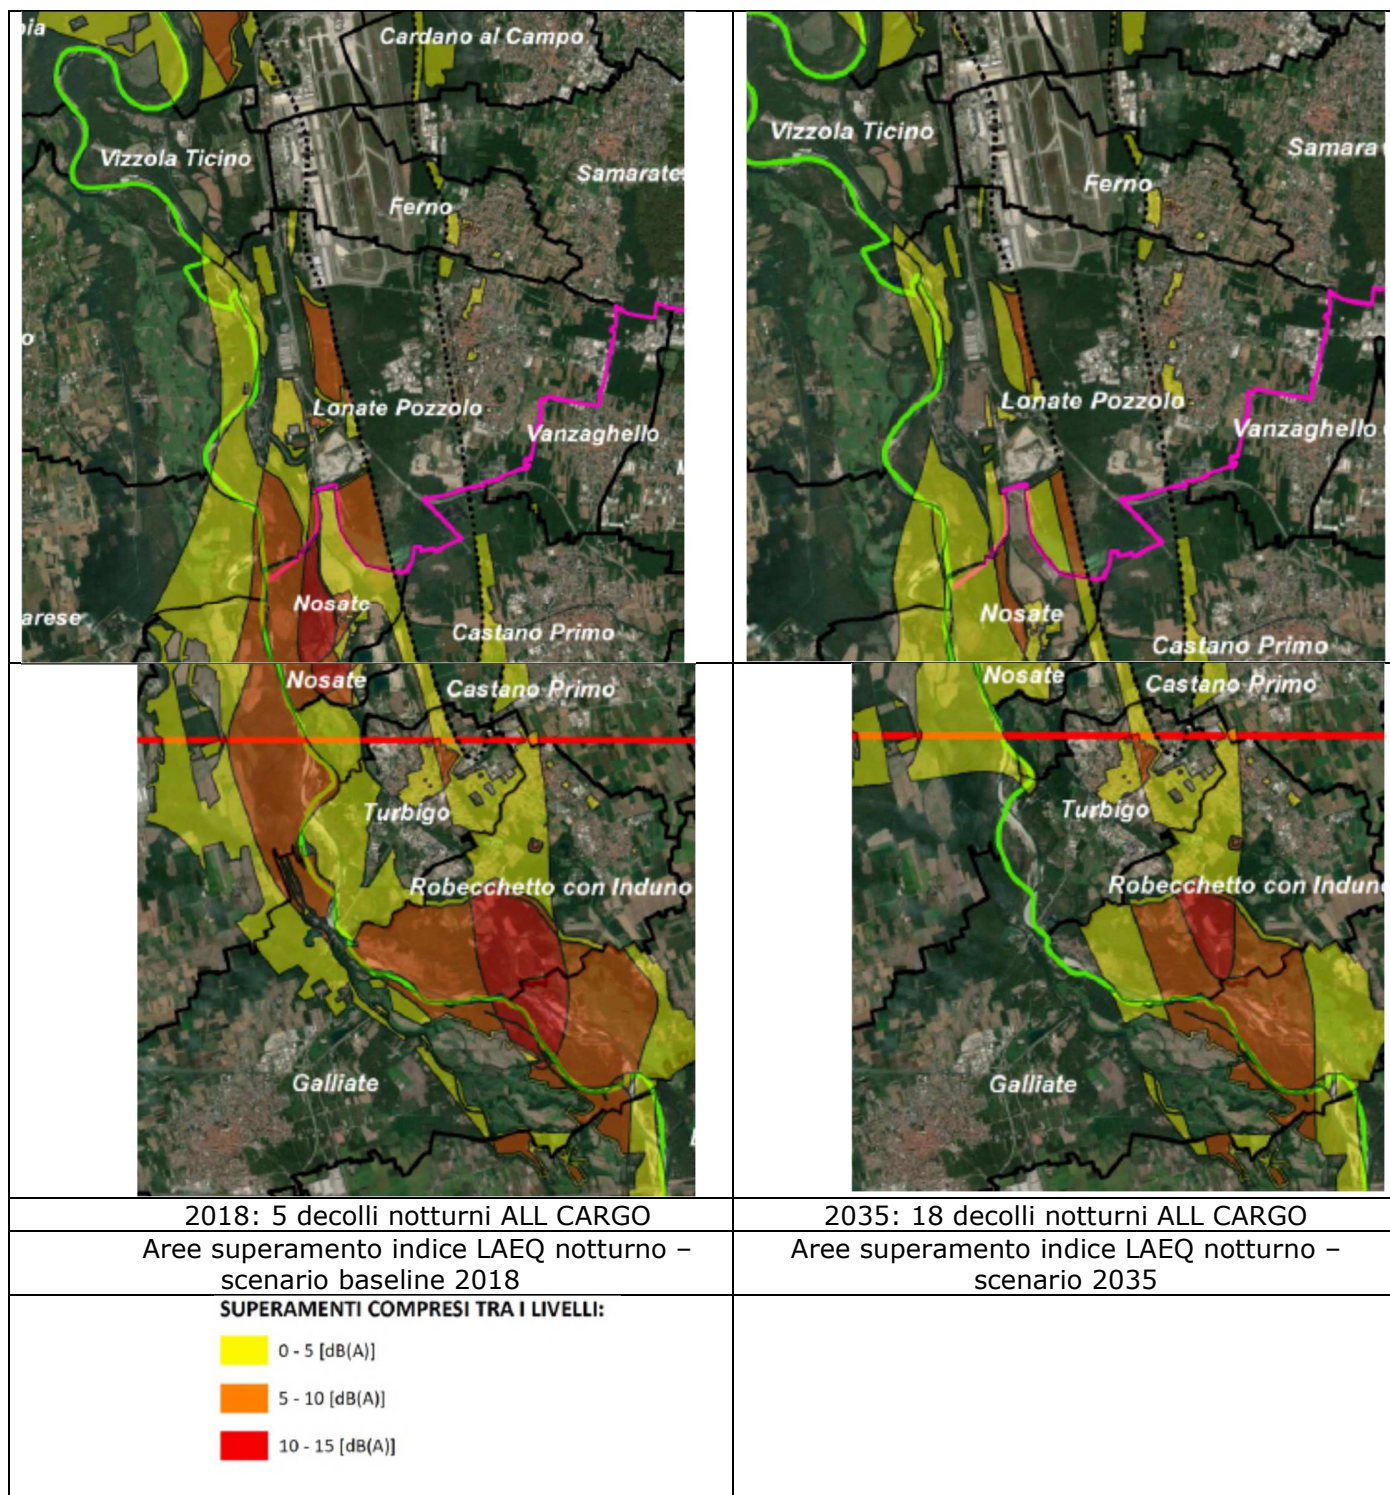 Cardano al Campo
Vizzola Ticino
Samarate
Ferno
Lonate Pozzolo
Vanzaghello
Nosate
arese
Castano Primo
Vizzola Ticino
Samara
Ferno
Lonate Pozzolo
Vanzaghello
Nosate
Castano Primo
Nosate
Castano Primo
Turbigo
Robecchetto con Induno
Galliate
Nosate
Castano Primo
Turbigo
Robecchetto con Induno
Galliate
2018: 5 decolli notturni ALL CARGO
2035: 18 decolli notturni ALL CARGO
Aree superamento indice LAEQ notturno –
scenario baseline 2018
Aree superamento indice LAEQ notturno –
scenario 2035
SUPERAMENTI COMPRESI TRA I LIVELLI:
0 - 5 [dB(A)]
5 - 10 [dB(A)]
10 - 15 [dB(A)]